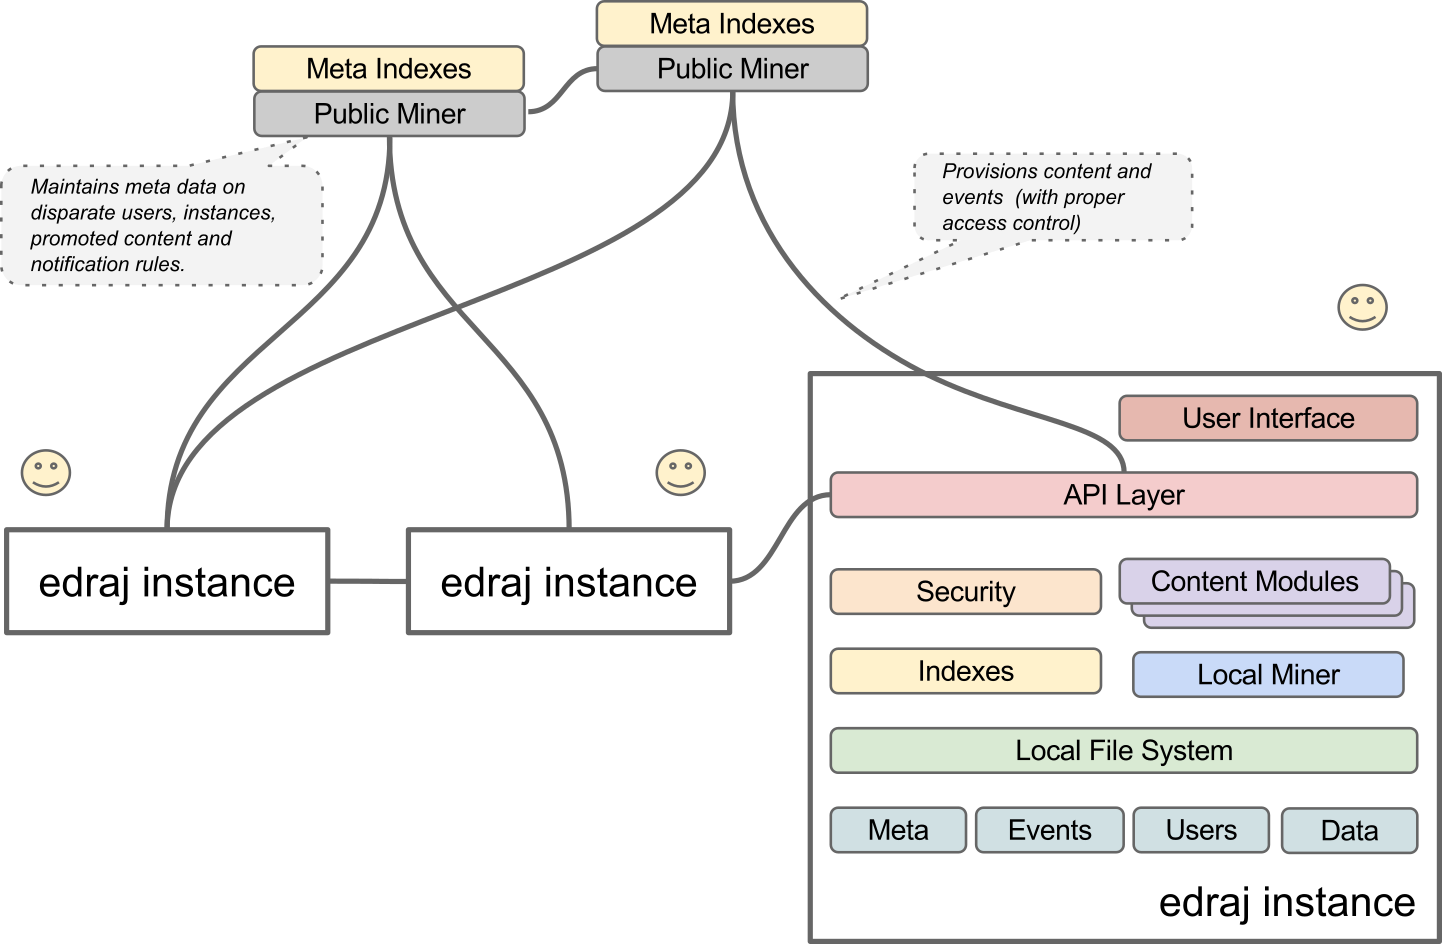 Meta Indexes
Public Miner
Meta Indexes
Public Miner
Maintains meta data on
disparate users, instances,
promoted content and
notification rules.
Provisions content and
events (with proper
access control)
edraj instance
edraj instance
User Interface
API Layer
Security
Content Modules
Indexes
Local Miner
Local File System
Meta
Events
Users
Data
edraj instance